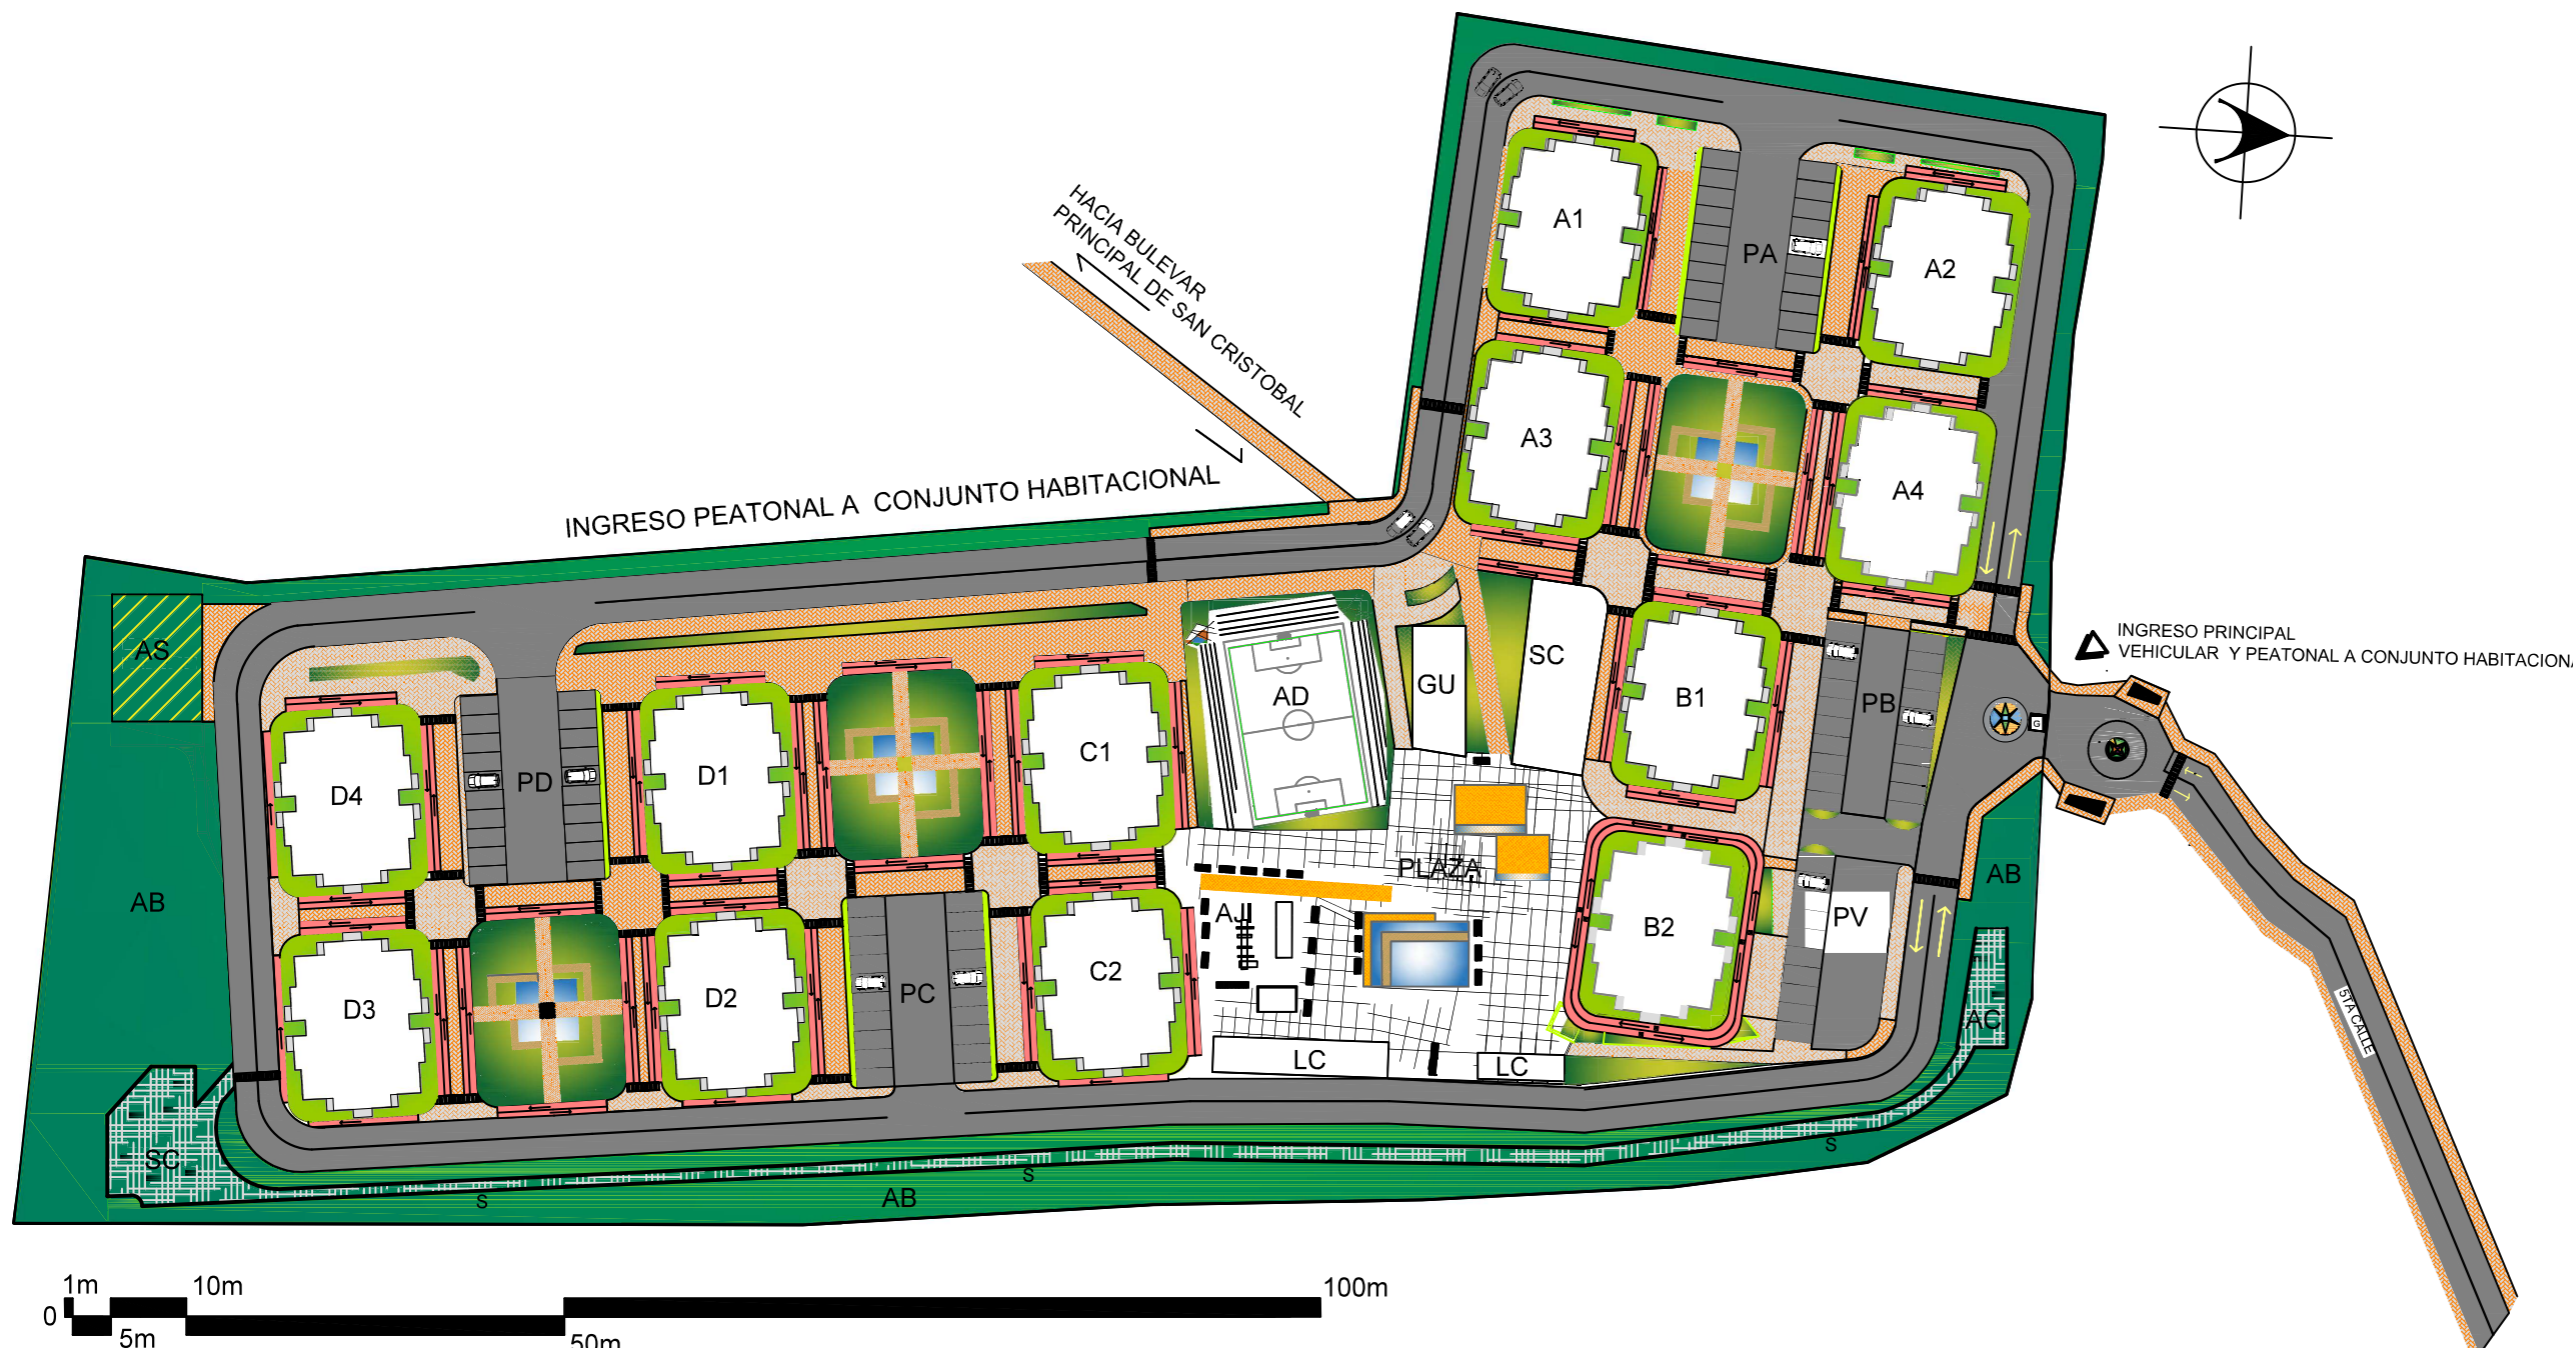 HACIA BULEVAR
PRINCIPAL DE SAN CRISTOBAL
INGRESO PEATONAL A CONJUNTO HABITACIONAL
A1
PA
A2
A3
A4
INGRESO PRINCIPAL
VEHICULAR Y PEATONAL A CONJUNTO HABITACIONA
AS
AD
GU
SC
B1
PB
G
D4
PD
D1
C1
PLAZA
AB
AJI
B2
PV
AB
D3
D2
PC
C2
AC
5TA CALLE
LC
LC
SC
S
S
S
AB
1m
10m
100m
0
5m
50m